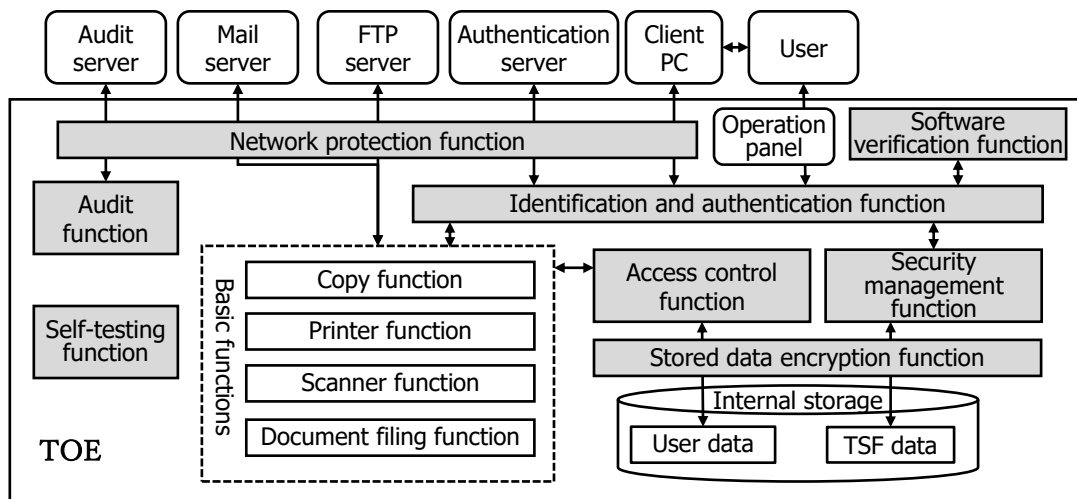 Audit
server
Mail
server
FTP
server
Authentication
server
Client
PC
User
Network protection function
Operation
panel
Software
verification function
Audit
function
Identification and authentication function
Basic functions
Copy function
Printer function
Scanner function
Document filing function
Access control
function
Security
management
function
Self-testing
function
Stored data encryption function
Internal storage
User data
TSF data
TOE